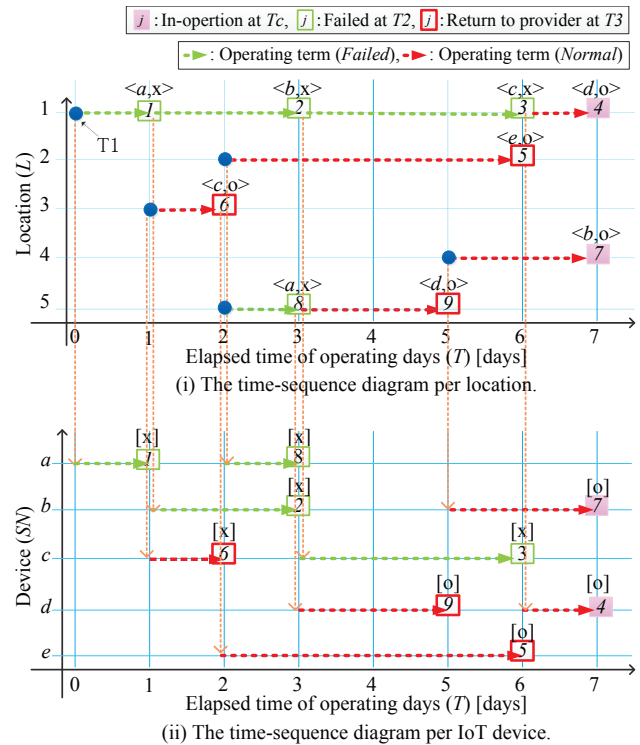 j : In-opertion at Tc, j : Failed at T2, j : Return to provider at T3
: Operating term (Failed), : Operating term (Normal)
<a,x> <b,x> <c,x> <d,o>
1 1 2 3 4
T1
<e,o>
2 5
<c,o>
3 6
<b,o>
4 7
<a,x> <d,o>
5 8 9
Location (L)
0 1 2 3 4 5 6 7
Elapsed time of operating days (T) [days]
(i) The time-sequence diagram per location.
[x] [x]
a 1 8
[x] [o]
b 2 7
[x] [x]
c 6 3
[o] [o]
d 9 4
[o]
e 5
Device (SN)
0 1 2 3 4 5 6 7
Elapsed time of operating days (T) [days]
(ii) The time-sequence diagram per IoT device.